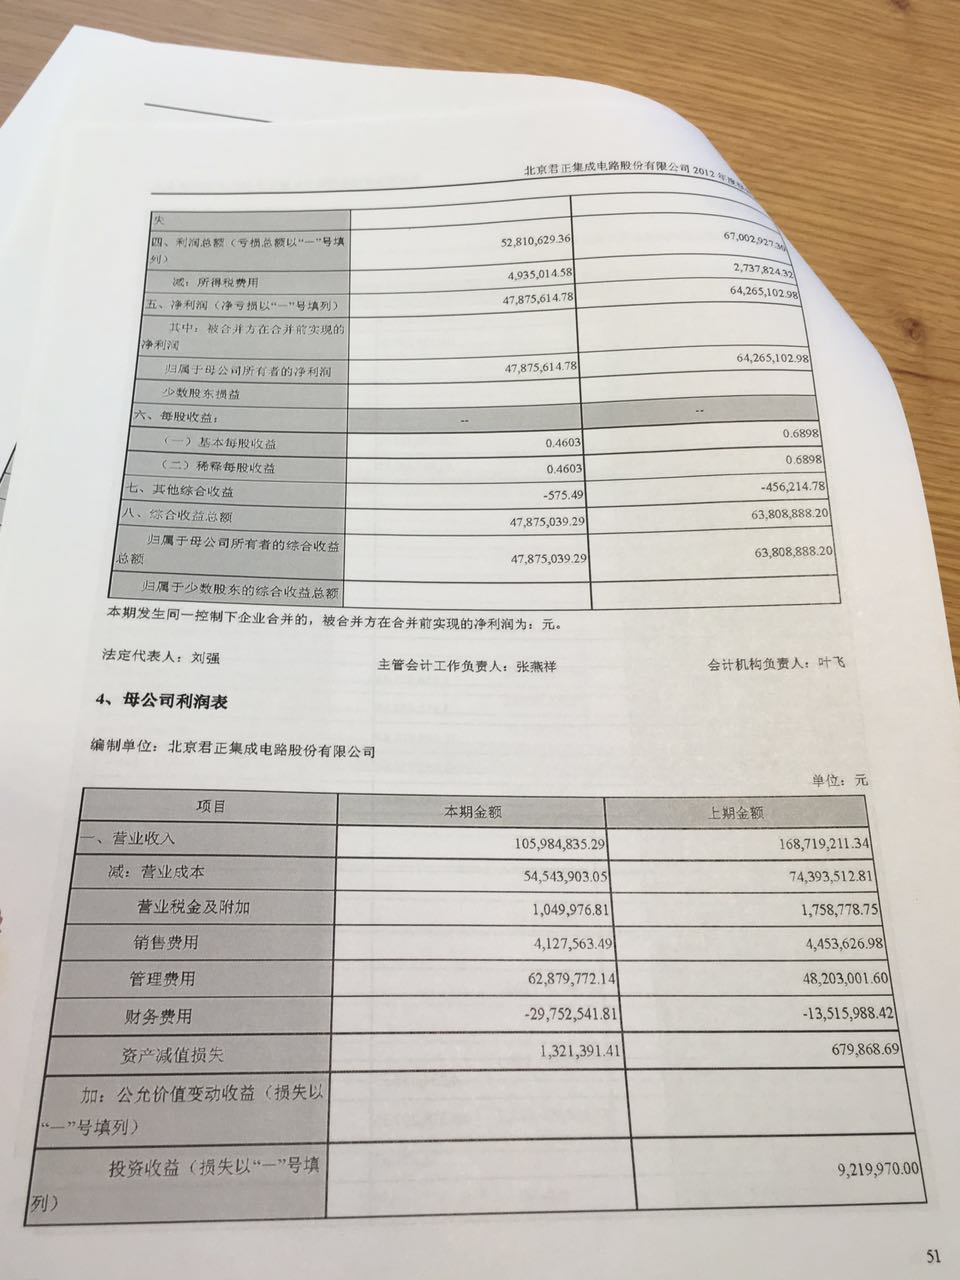 北京君正集成电路股份有限公司 2012 年度
失
四、利润总额（亏损总额以“－”号填 52,810,629.36 67,002,927.30
列）
减：所得税费用 4,935,014.58 2,737,824.32
五、净利润（净亏损以“－”号填列） 47,875,614.78 64,265,102.98
其中：被合并方在合并前实现的
净利润
归属于母公司所有者的净利润 47,875,614.78 64,265,102.98
少数股东损益
六、每股收益： -- --
（一）基本每股收益 0.4603 0.6898
（二）稀释每股收益 0.4603 0.6898
七、其他综合收益 -575.49 -456,214.78
八、综合收益总额 47,875,039.29 63,808,888.20
归属于母公司所有者的综合收益
总额 47,875,039.29 63,808,888.20
归属于少数股东的综合收益总额
本期发生同一控制下企业合并的，被合并方在合并前实现的净利润为：元。
法定代表人：刘强 主管会计工作负责人：张燕祥 会计机构负责人：叶飞
4、母公司利润表
编制单位：北京君正集成电路股份有限公司
单位：元
项目 本期金额 上期金额
一、营业收入 105,984,835.29 168,719,211.34
减：营业成本 54,543,903.05 74,393,512.81
营业税金及附加 1,049,976.81 1,758,778.75
销售费用 4,127,563.49 4,453,626.98
管理费用 62,879,772.14 48,203,001.60
财务费用 -29,752,541.81 -13,515,988.42
资产减值损失 1,321,391.41 679,868.69
加：公允价值变动收益（损失以
“－”号填列）
投资收益（损失以“－”号填 9,219,970.00
列）
51